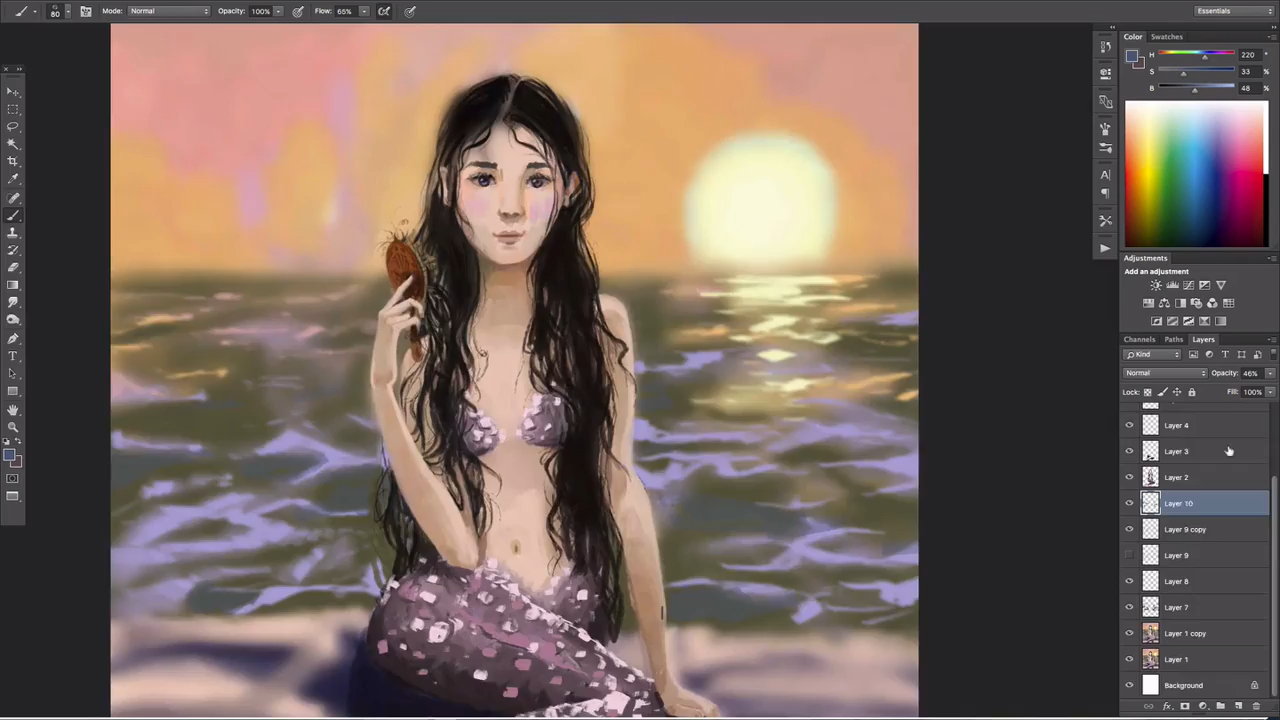 80 Mode: Normal Opacity: 100% Flow: 65% Essentials
Color Swatches
H 220 °
S 33 %
B 48 %
Adjustments
Add an adjustment
Channels Paths Layers
Kind
Normal Opacity: 46%
Lock: Fill: 100%
Layer 4
Layer 3
Layer 2
Layer 10
Layer 9 copy
Layer 9
Layer 8
Layer 7
Layer 1 copy
Layer 1
Background